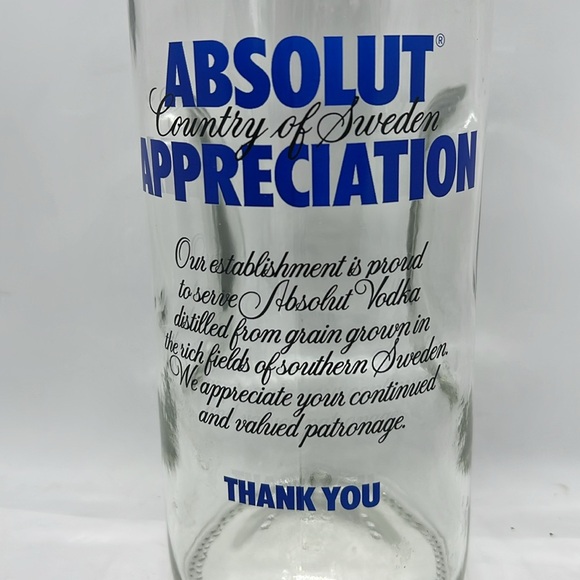 ABSOLUT®
Country of Sweden
APPRECIATION
Our establishment is proud
to serve Absolut Vodka
distilled from grain grown in
the rich fields of southern Sweden.
We appreciate your continued
and valued patronage.
THANK YOU